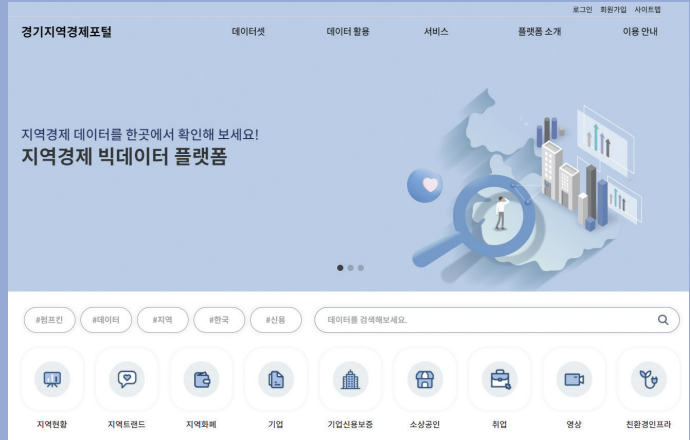 로그인 회원가입 사이트맵
경기지역경제포털 데이터셋 데이터 활용 서비스 플랫폼 소개 이용 안내
지역경제 데이터를 한곳에서 확인해 보세요!
지역경제 빅데이터 플랫폼
#펌프킨 #데이터 #지역 #한국 #신용 데이터를 검색해보세요.
지역현황 지역트렌드 지역화폐 기업 기업신용보증 소상공인 취업 영상 친환경인프라